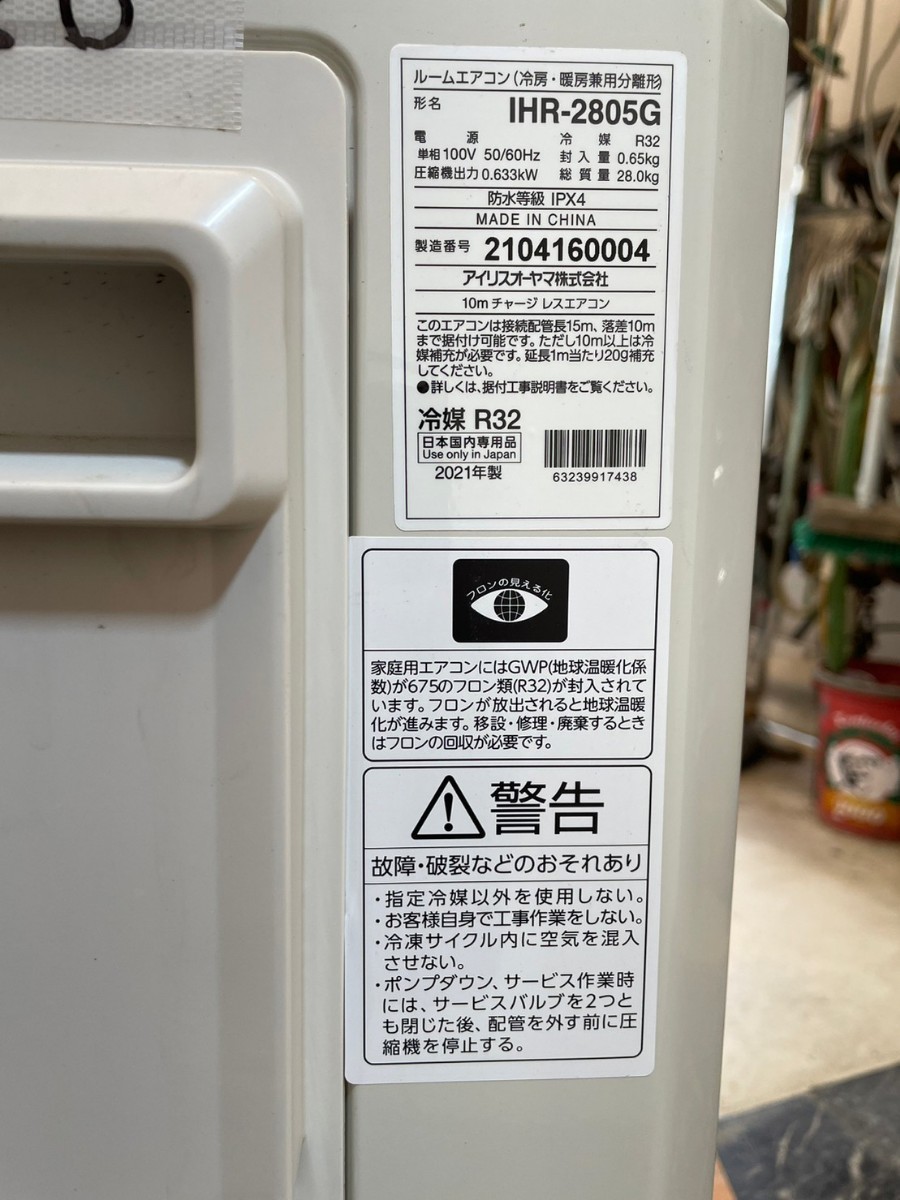 ルームエアコン(冷房・暖房兼用分離形)
形名 IHR-2805G
電源 冷媒 R32
単相100V 50/60Hz 封入量 0.65kg
圧縮機出力 0.633kW 総質量 28.0kg
防水等級 IPX4
MADE IN CHINA
製造番号 2104160004
アイリスオーヤマ株式会社
10m チャージレスエアコン
このエアコンは接続配管長15m、落差10m
まで据付け可能です。ただし10m以上は冷
媒補充が必要です。延長1m当たり20g補充
してください。
●詳しくは、据付工事説明書をご覧ください。
冷媒 R32
日本国内専用品
Use only in Japan
2021年製
63239917438
フロンの見える化
家庭用エアコンにはGWP(地球温暖化係
数)が675のフロン類(R32)が封入されて
います。フロンが放出されると地球温暖
化が進みます。移設・修理・廃棄するとき
はフロンの回収が必要です。
警告
故障・破裂などのおそれあり
・指定冷媒以外を使用しない。
・お客様自身で工事作業をしない。
・冷凍サイクル内に空気を混入
させない。
・ポンプダウン、サービス作業時
には、サービスバルブを2つと
も閉じた後、配管を外す前に圧
縮機を停止する。